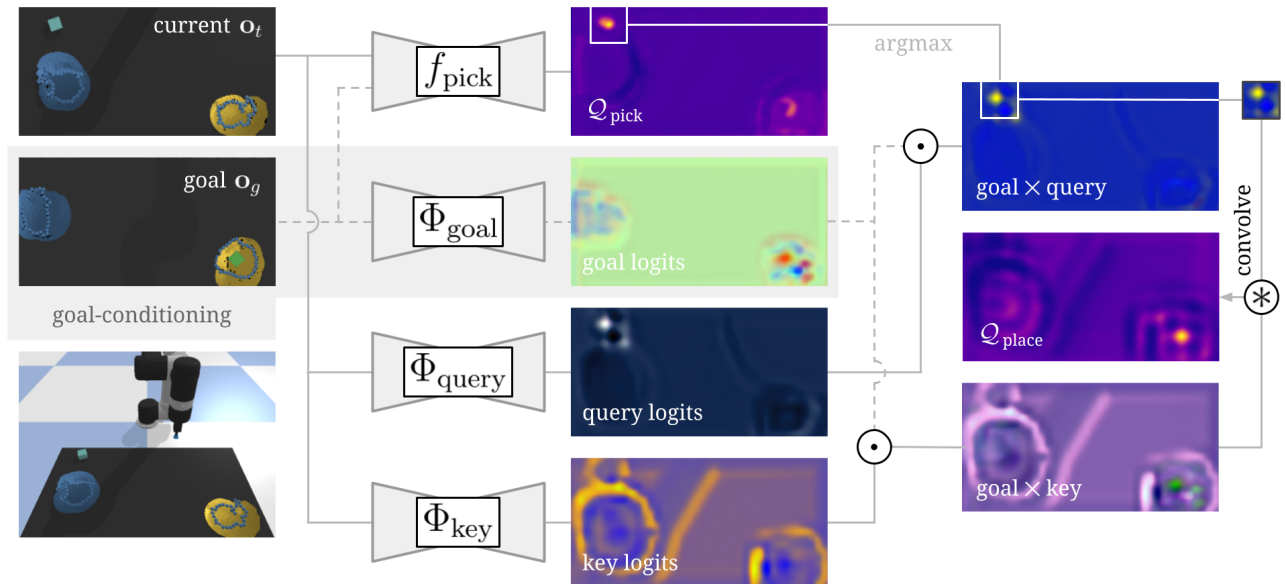 current 𝐨ₜ
f_pick
𝒬_pick
argmax
goal 𝐨_g
Φ_goal
goal logits
goal × query
convolve
goal-conditioning
Φ_query
query logits
𝒬_place
Φ_key
key logits
goal × key